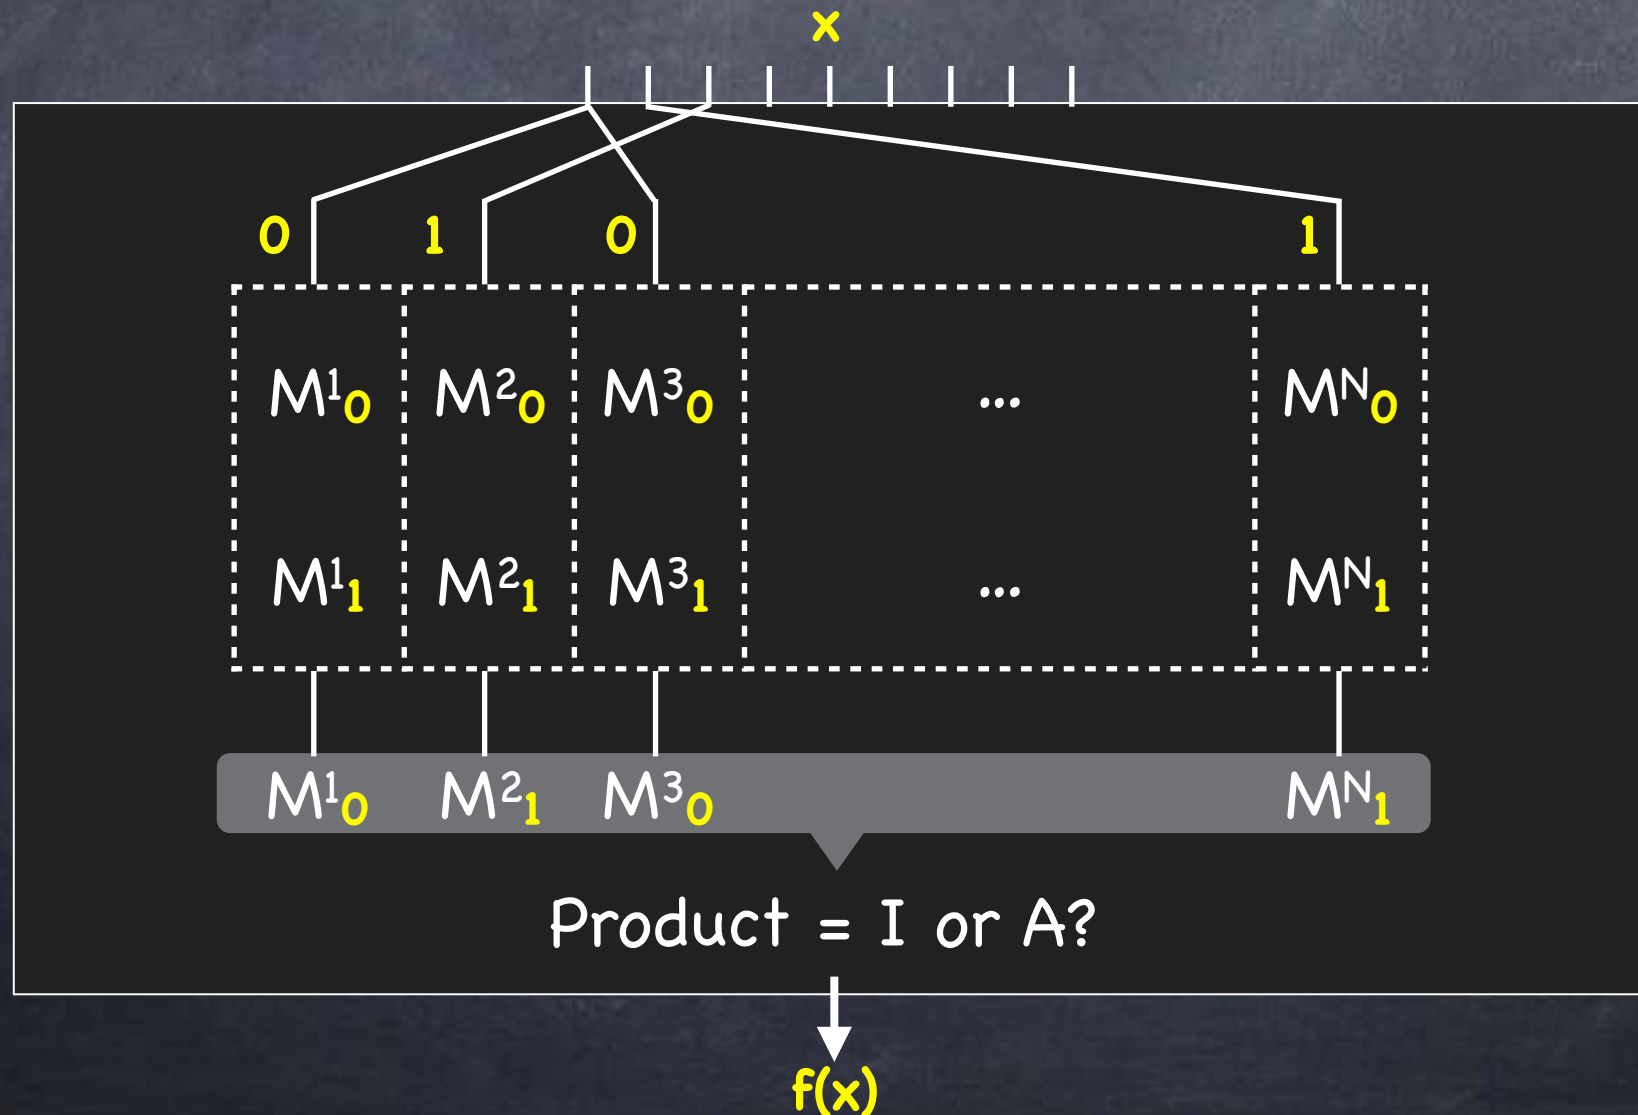 x
0 1 0 1
M¹₀ M²₀ M³₀ ... Mᴺ₀
M¹₁ M²₁ M³₁ ... Mᴺ₁
M¹₀ M²₁ M³₀ Mᴺ₁
Product = I or A?
f(x)